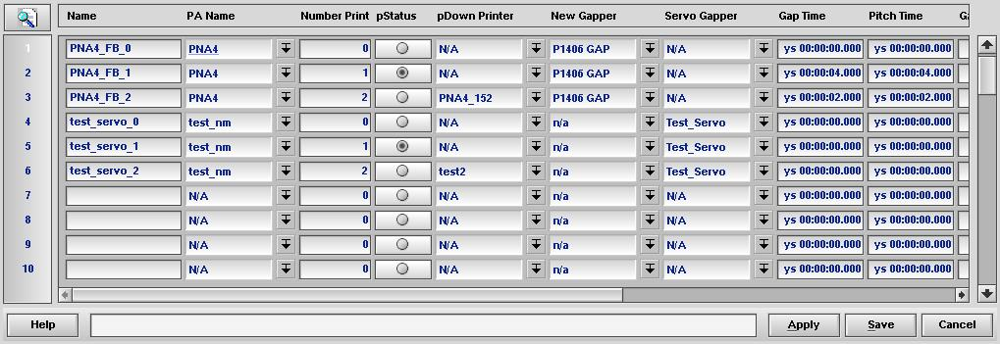 Name PA Name Number Print pStatus pDown Printer New Gapper Servo Gapper Gap Time Pitch Time
1 PNA4_FB_0 PNA4 0 N/A P1406 GAP N/A ys 00:00:00.000 ys 00:00:00.000
2 PNA4_FB_1 PNA4 1 N/A P1406 GAP N/A ys 00:00:04.000 ys 00:00:04.000
3 PNA4_FB_2 PNA4 2 PNA4_152 P1406 GAP N/A ys 00:00:02.000 ys 00:00:02.000
4 test_servo_0 test_nm 0 N/A n/a Test_Servo ys 00:00:00.000 ys 00:00:00.000
5 test_servo_1 test_nm 1 N/A n/a Test_Servo ys 00:00:00.000 ys 00:00:00.000
6 test_servo_2 test_nm 2 test2 n/a Test_Servo ys 00:00:00.000 ys 00:00:00.000
7 N/A 0 N/A n/a N/A ys 00:00:00.000 ys 00:00:00.000
8 N/A 0 N/A n/a N/A ys 00:00:00.000 ys 00:00:00.000
9 N/A 0 N/A n/a N/A ys 00:00:00.000 ys 00:00:00.000
10 N/A 0 N/A n/a N/A ys 00:00:00.000 ys 00:00:00.000
Help Apply Save Cancel